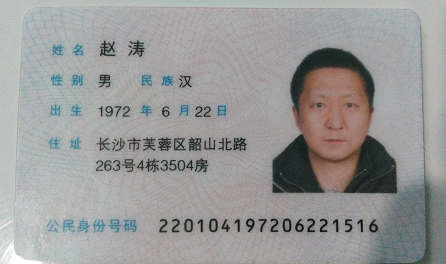 姓名 赵涛
性别 男 民族 汉
出生 1972 年 6 月 22 日
住址 长沙市芙蓉区韶山北路
263号4栋3504房
公民身份号码 220104197206221516